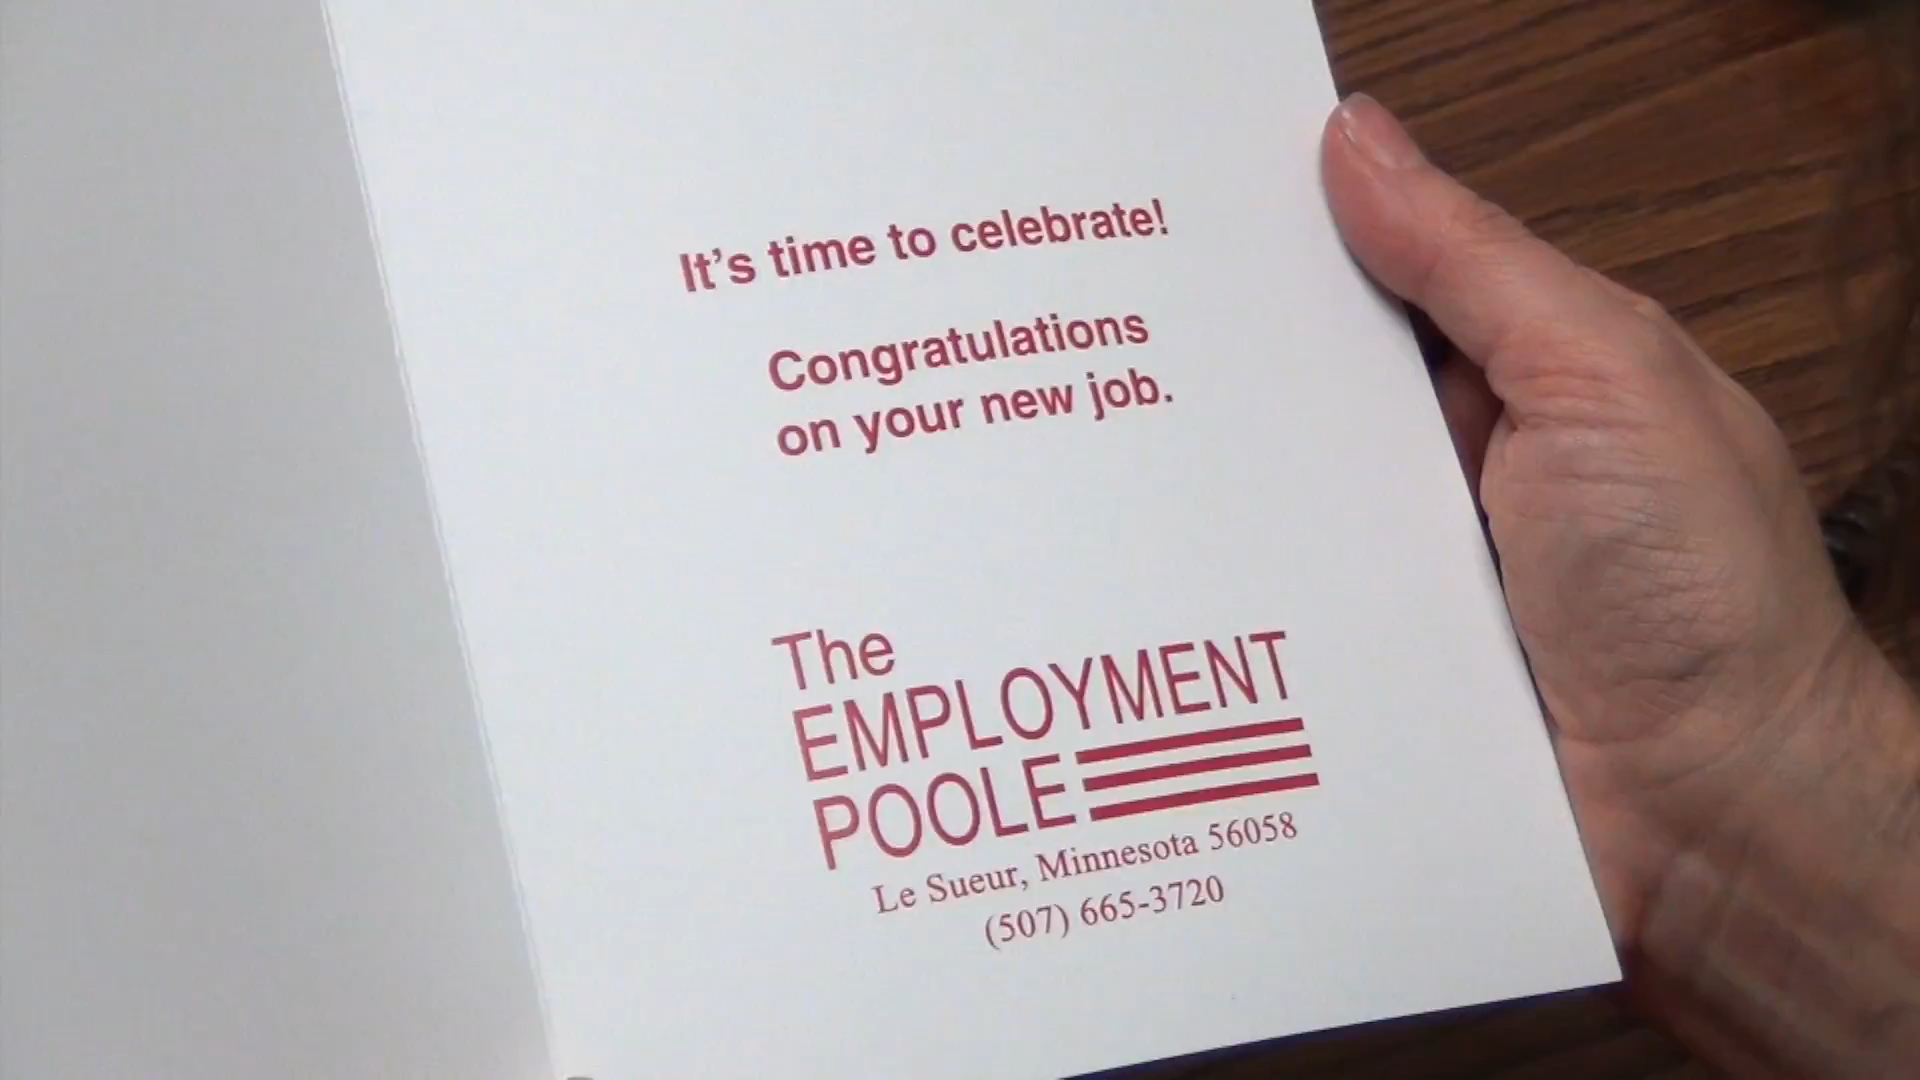 It's time to celebrate!
Congratulations
on your new job.
The
EMPLOYMENT
POOLE
Le Sueur, Minnesota 56058
(507) 665-3720